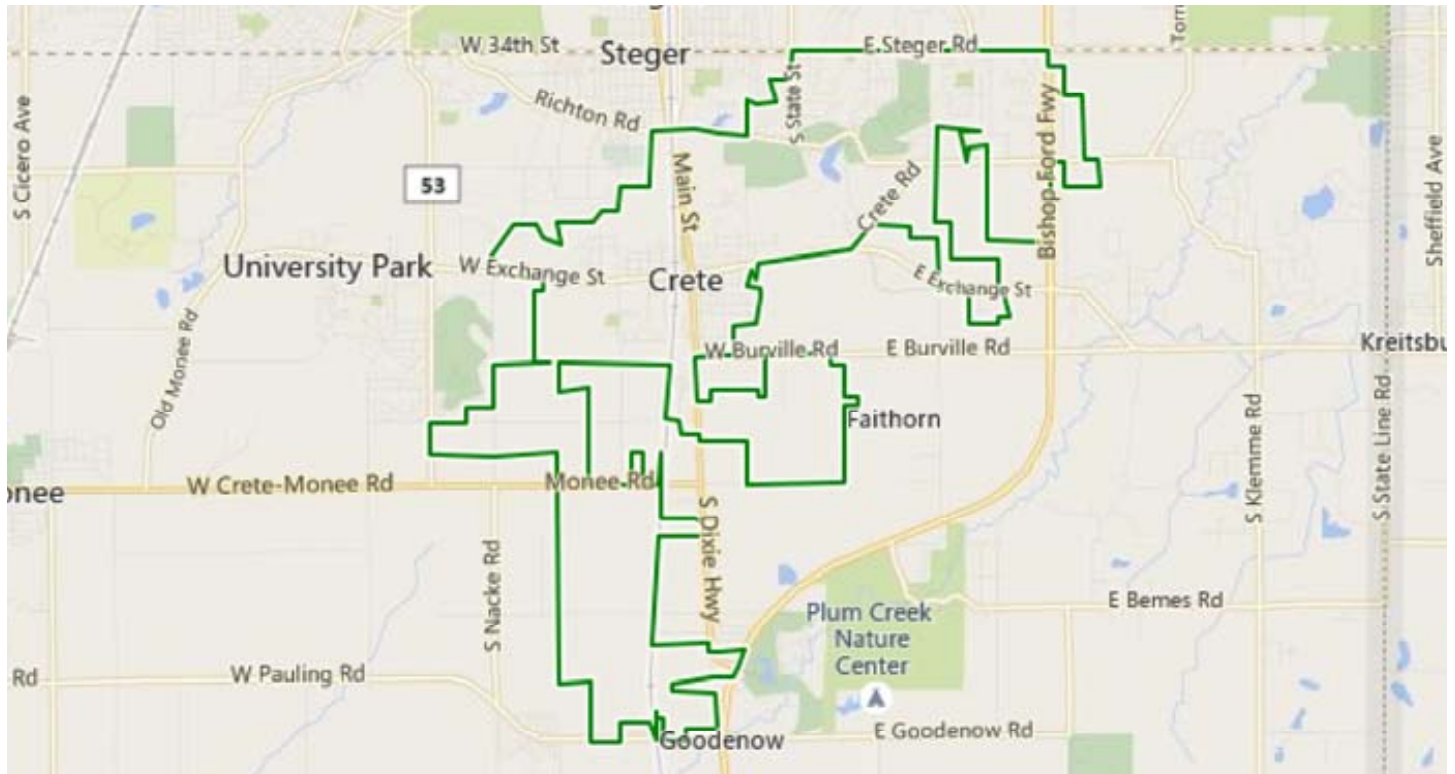 W 34th St
Steger
E Steger Rd
S Cicero Ave
Richton Rd
S State St
Bishop Ford Fwy
Sheffield Ave
53
Main St
Crete Rd
University Park
W Exchange St
Crete
E Exchange St
Old Monee Rd
W Burville Rd
E Burville Rd
Faithorn
S Klemme Rd
S State Line Rd
W Crete-Monee Rd
Monee Rd
S Dixie Hwy
S Nacke Rd
E Bemes Rd
Plum Creek
Nature
Center
Rd
W Pauling Rd
Goodenow
E Goodenow Rd